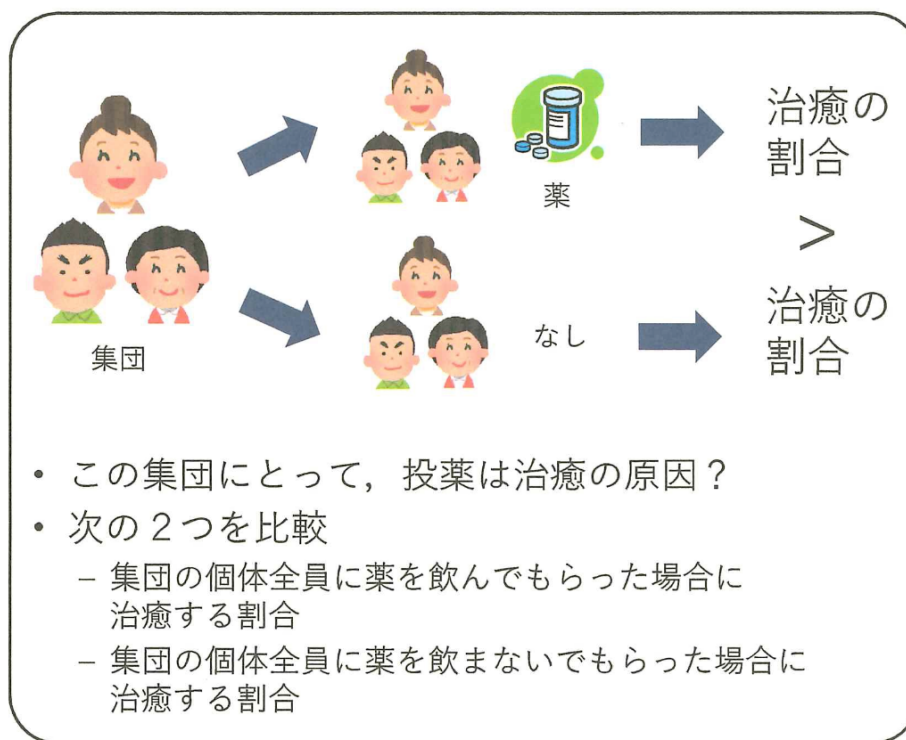 治癒の
割合
薬
>
治癒の
割合
なし
集団
• この集団にとって，投薬は治癒の原因？
• 次の２つを比較
– 集団の個体全員に薬を飲んでもらった場合に
治癒する割合
– 集団の個体全員に薬を飲まないでもらった場合に
治癒する割合